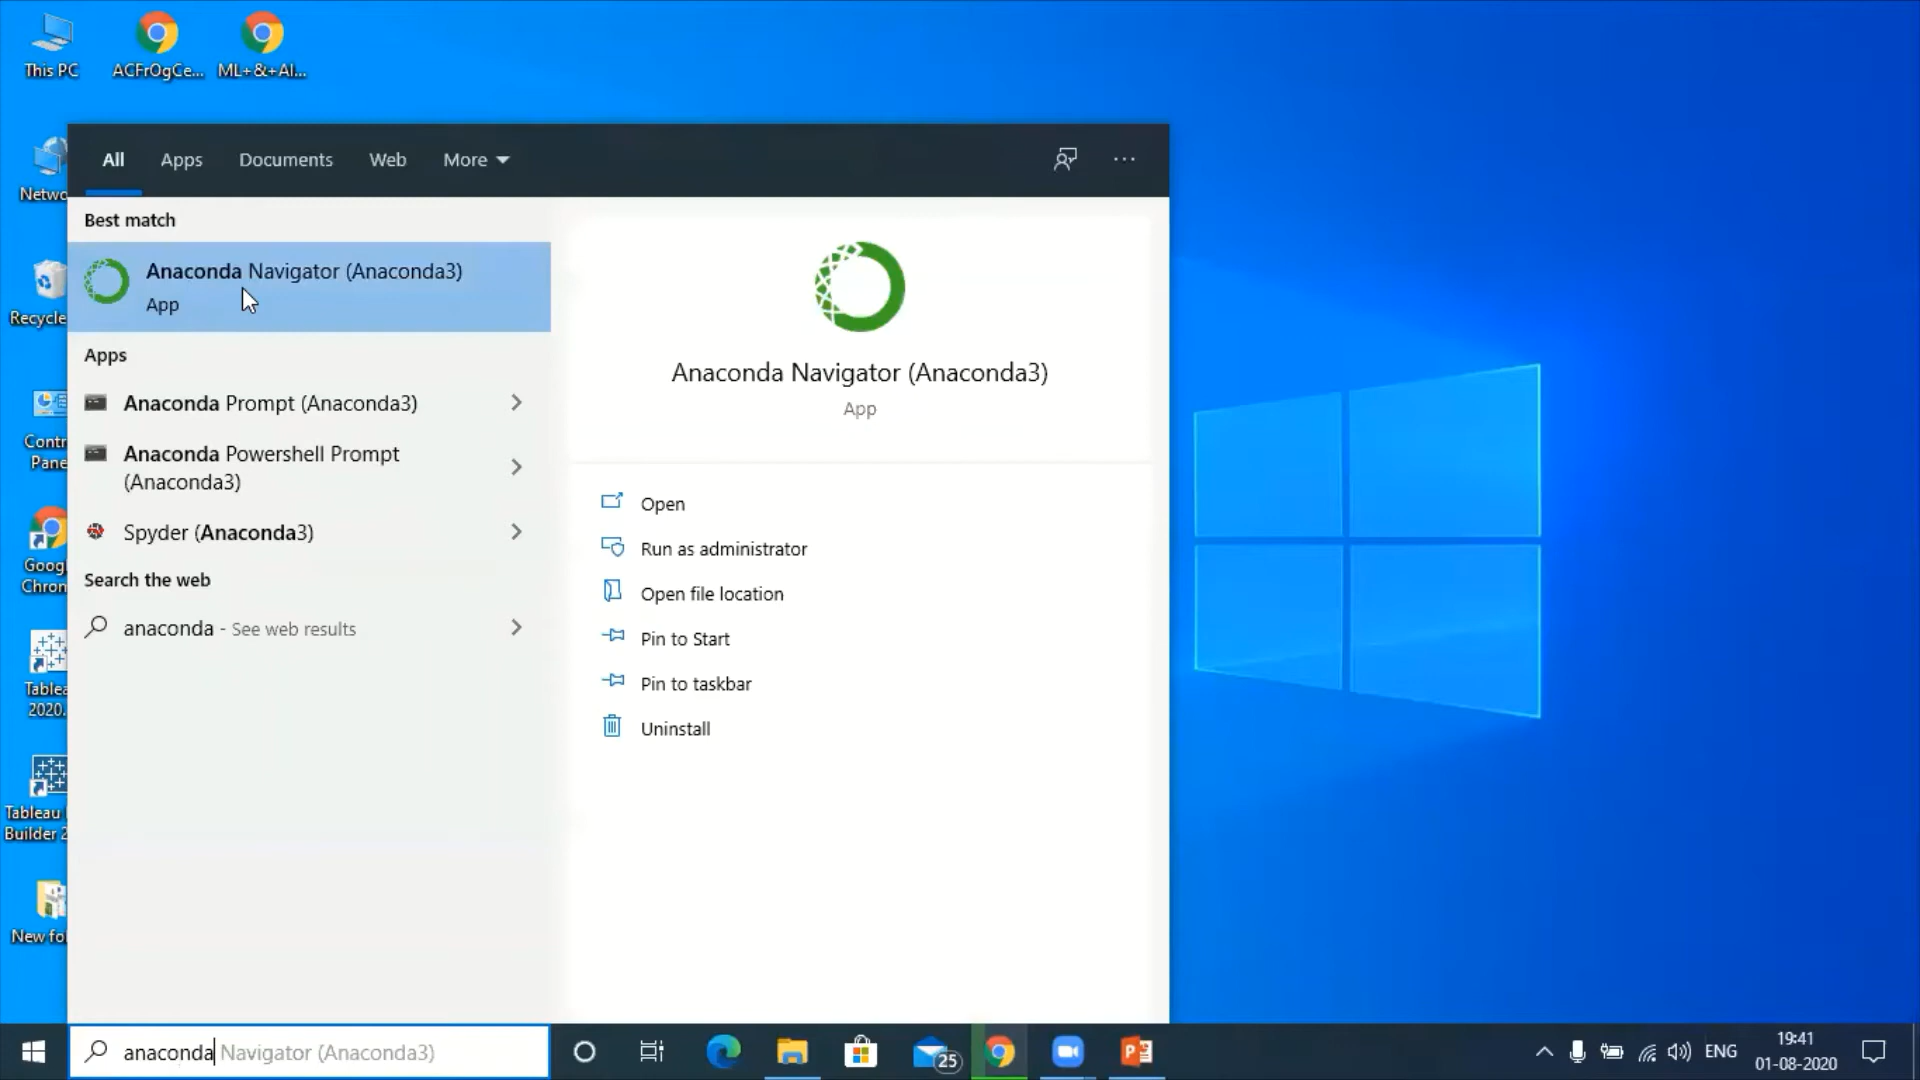 This PC
ACFrOgCe...
ML+&+AI...
Netwo
Recycle
Contr
Pane
Googl
Chron
Tablea
2020.
Tableau
Builder 2
New fol
All
Apps
Documents
Web
More
Best match
Anaconda Navigator (Anaconda3)
App
Apps
Anaconda Prompt (Anaconda3)
Anaconda Powershell Prompt
(Anaconda3)
Spyder (Anaconda3)
Search the web
anaconda - See web results
Anaconda Navigator (Anaconda3)
App
Open
Run as administrator
Open file location
Pin to Start
Pin to taskbar
Uninstall
anaconda Navigator (Anaconda3)
25
ENG
19:41
01-08-2020